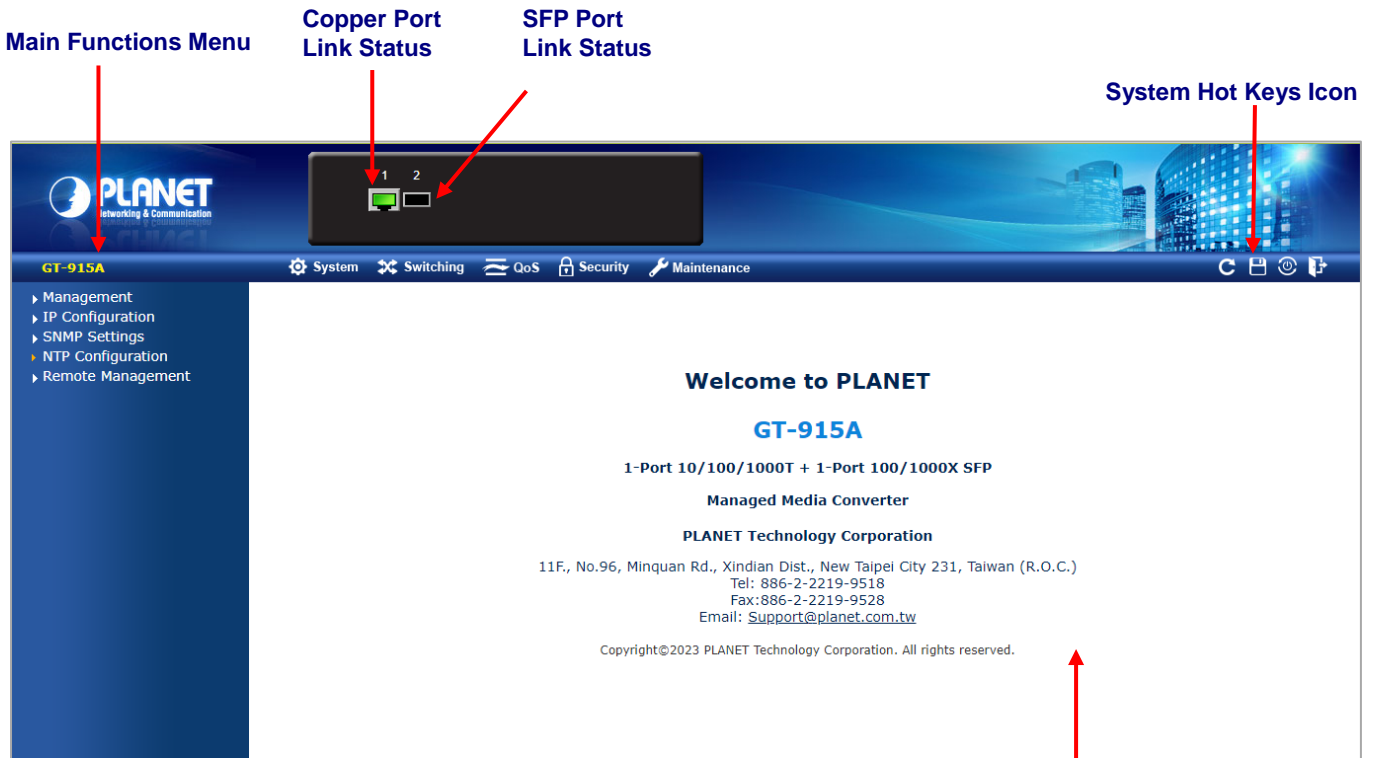 Copper Port
Link Status
SFP Port
Link Status
Main Functions Menu
System Hot Keys Icon
1 2
PLANET
Networking & Communication
GT-915A
System Switching QoS Security Maintenance
Management
IP Configuration
SNMP Settings
NTP Configuration
Remote Management
Welcome to PLANET
GT-915A
1-Port 10/100/1000T + 1-Port 100/1000X SFP
Managed Media Converter
PLANET Technology Corporation
11F., No.96, Minquan Rd., Xindian Dist., New Taipei City 231, Taiwan (R.O.C.)
Tel: 886-2-2219-9518
Fax:886-2-2219-9528
Email: Support@planet.com.tw
Copyright©2023 PLANET Technology Corporation. All rights reserved.